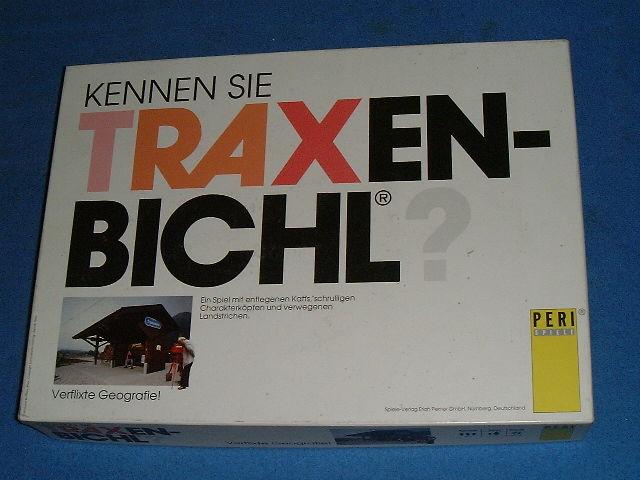 KENNEN SIE
TRAXEN-
BICHL®?
Ein Spiel mit entlegenen Kaffs, schrulligen
Charakterköpfen und verwegenen
Landstrichen.
Verflixte Geografie!
PERI®
SPIELE
Spiele-Verlag Erich Perner GmbH, Nürnberg, Deutschland
TRAXEN-
BICHL
Verflixte Geografie!
PERI